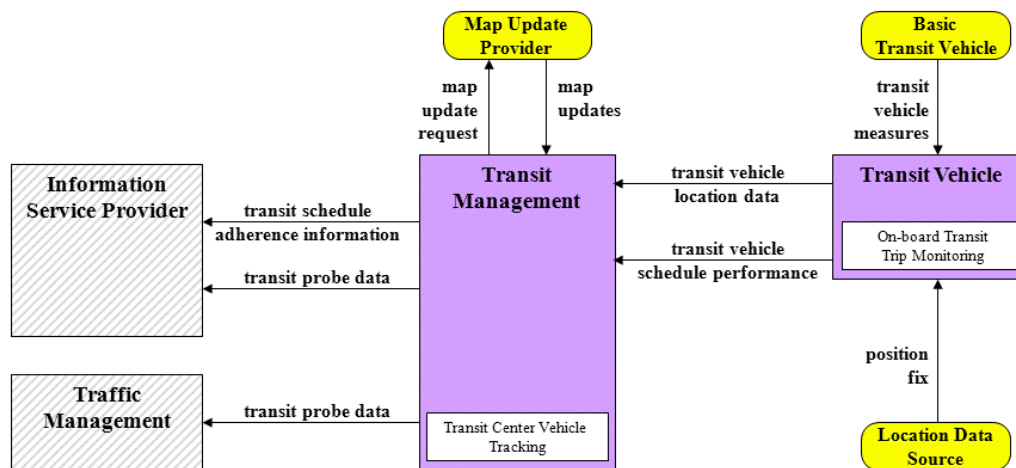 Map Update
Provider
Basic
Transit Vehicle
map
update
request
map
updates
transit
vehicle
measures
Information
Service Provider
Transit
Management
Transit Vehicle
transit vehicle
location data
transit schedule
adherence information
On-board Transit
Trip Monitoring
transit vehicle
schedule performance
transit probe data
position
fix
Traffic
Management
transit probe data
Transit Center Vehicle
Tracking
Location Data
Source